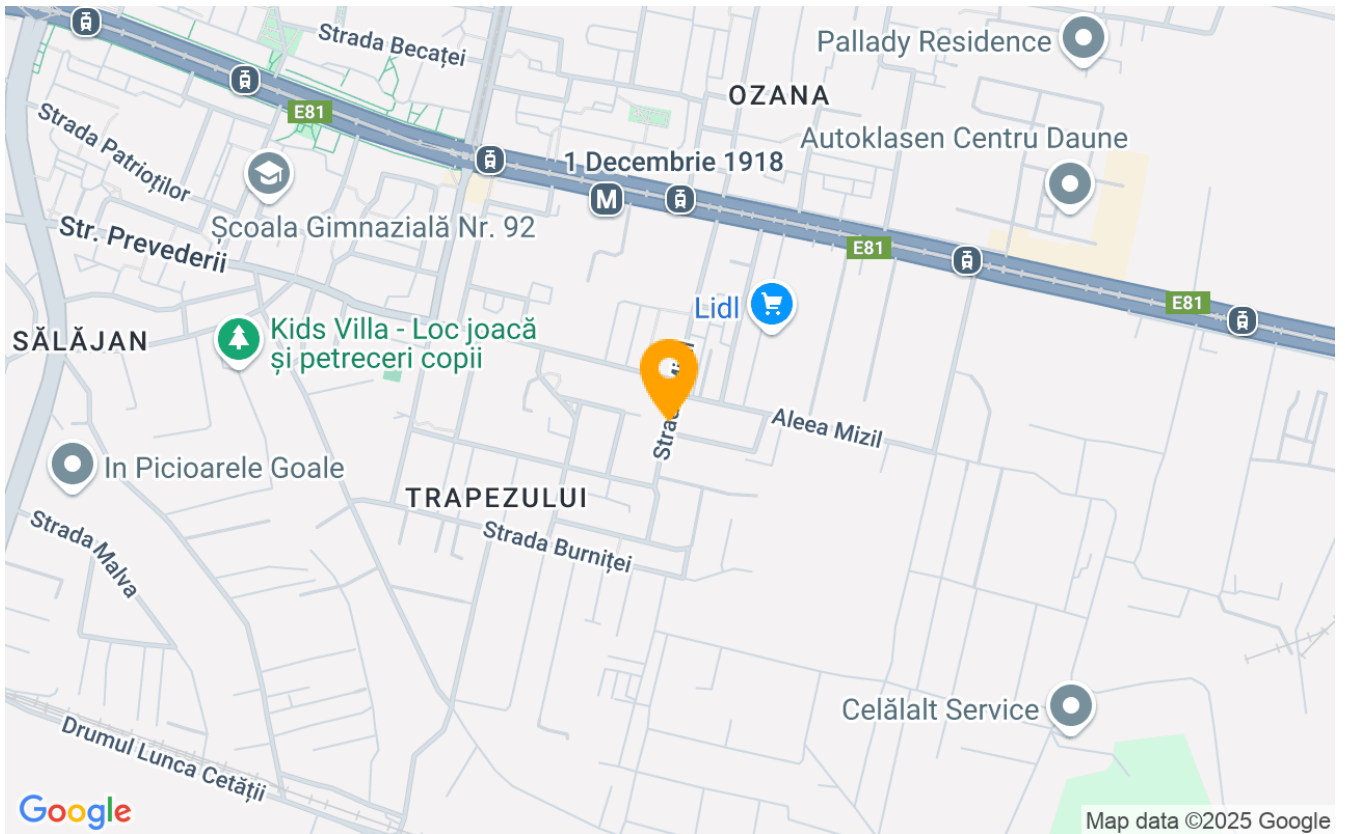 Strada Becaței
Pallady Residence
OZANA
E81
Strada Patrioților
Autoklasen Centru Daune
1 Decembrie 1918
M
Școala Gimnazială Nr. 92
Str. Prevederii
E81
E81
Lidl
SĂLĂJAN
Kids Villa - Loc joacă
și petreceri copii
Aleea Mizil
In Picioarele Goale
TRAPEZULUI
Strada Malva
Strada Burniței
Celălalt Service
Drumul Lunca Cetății
Google
Map data ©2025 Google